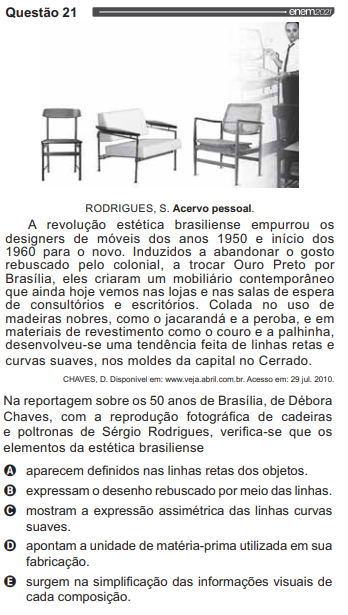 Questão 21
enem2021
RODRIGUES, S. Acervo pessoal.
A revolução estética brasiliense empurrou os
designers de móveis dos anos 1950 e início dos
1960 para o novo. Induzidos a abandonar o gosto
rebuscado pelo colonial, a trocar Ouro Preto por
Brasília, eles criaram um mobiliário contemporâneo
que ainda hoje vemos nas lojas e nas salas de espera
de consultórios e escritórios. Colada no uso de
madeiras nobres, como o jacarandá e a peroba, e em
materiais de revestimento como o couro e a palhinha,
desenvolveu-se uma tendência feita de linhas retas e
curvas suaves, nos moldes da capital no Cerrado.
CHAVES, D. Disponível em: www.veja.abril.com.br. Acesso em: 29 jul. 2010.
Na reportagem sobre os 50 anos de Brasília, de Débora
Chaves, com a reprodução fotográfica de cadeiras
e poltronas de Sérgio Rodrigues, verifica-se que os
elementos da estética brasiliense
A aparecem definidos nas linhas retas dos objetos.
B expressam o desenho rebuscado por meio das linhas.
C mostram a expressão assimétrica das linhas curvas
suaves.
D apontam a unidade de matéria-prima utilizada em sua
fabricação.
E surgem na simplificação das informações visuais de
cada composição.